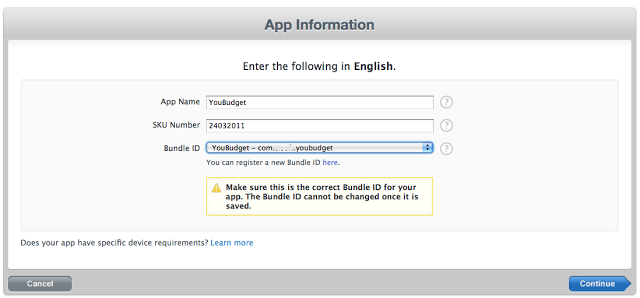 App Information
Enter the following in English.
App Name YouBudget ?
SKU Number 24032011 ?
Bundle ID YouBudget - com. .youbudget ?
You can register a new Bundle ID here.
Make sure this is the correct Bundle ID for your
app. The Bundle ID cannot be changed once it is
saved.
Does your app have specific device requirements? Learn more
Cancel Continue